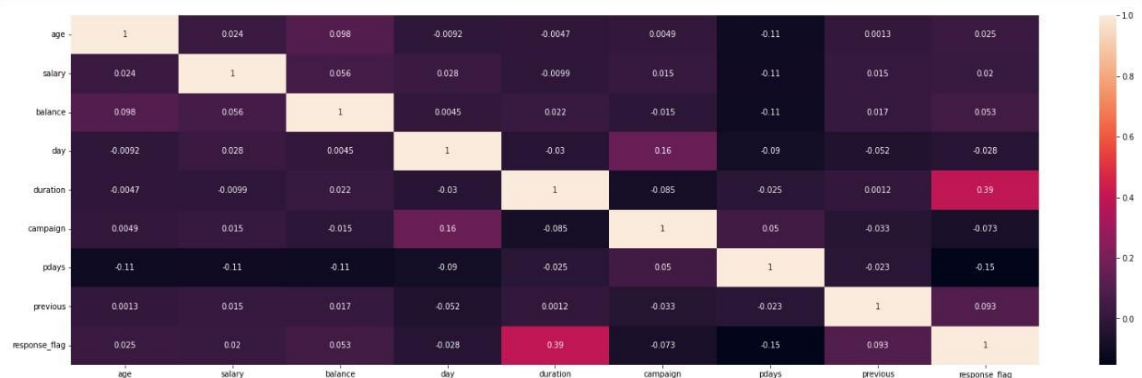 1.0
age 1 0.024 0.098 -0.0092 -0.0047 0.0049 -0.11 0.0013 0.025
salary 0.024 1 0.056 0.028 -0.0099 0.015 -0.11 0.015 0.02
0.8
balance 0.098 0.056 1 0.0045 0.022 -0.015 -0.11 0.017 0.053
day -0.0092 0.028 0.0045 1 -0.03 0.16 -0.09 -0.052 -0.028
0.6
duration -0.0047 -0.0099 0.022 -0.03 1 -0.085 -0.025 0.0012 0.39
0.4
campaign 0.0049 0.015 -0.015 0.16 -0.085 1 0.05 -0.033 -0.073
0.2
pdays -0.11 -0.11 -0.11 -0.09 -0.025 0.05 1 -0.023 -0.15
previous 0.0013 0.015 0.017 -0.052 0.0012 -0.033 -0.023 1 0.093
0.0
response_flag 0.025 0.02 0.053 -0.028 0.39 -0.073 -0.15 0.093 1
age salary balance day duration campaign pdays previous response_flag